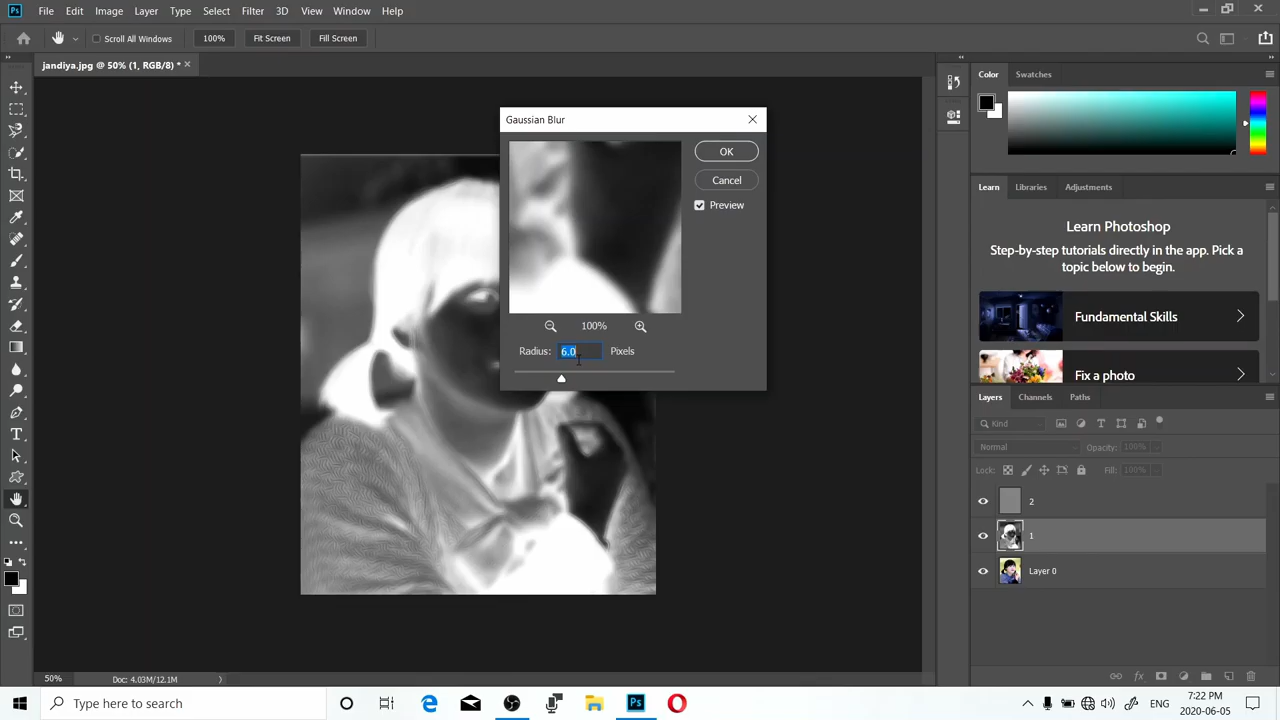 Ps File Edit Image Layer Type Select Filter 3D View Window Help
Scroll All Windows 100% Fit Screen Fill Screen
jandiya.jpg @ 50% (1, RGB/8) *
Gaussian Blur
OK
Cancel
Preview
100%
Radius: 6.0 Pixels
Color Swatches
Learn Libraries Adjustments
Learn Photoshop
Step-by-step tutorials directly in the app. Pick a
topic below to begin.
Fundamental Skills
Fix a photo
Layers Channels Paths
Kind
Normal Opacity: 100%
Lock: Fill: 100%
2
1
Layer 0
50% Doc: 4.03M/12.1M
Type here to search
Ps
ENG
7:22 PM
2020-06-05